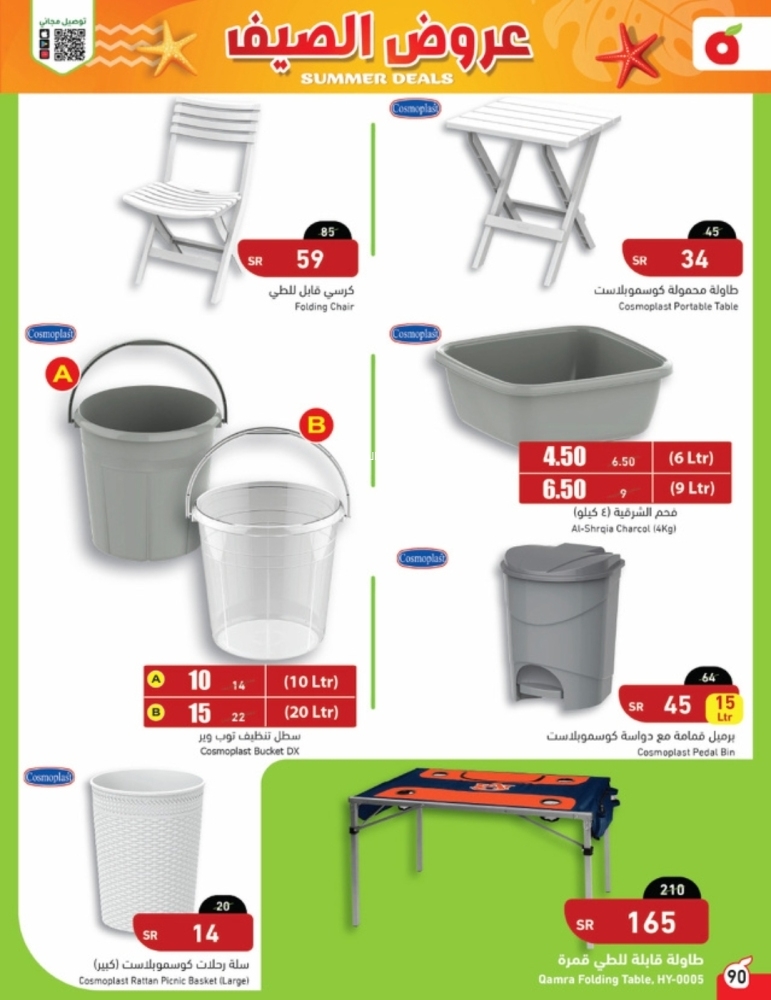 توصيل مجاني
عروض الصيف
SUMMER DEALS
85
SR 59
كرسي قابل للطي
Folding Chair
Cosmoplast
45
SR 34
طاولة محمولة كوسموبلاست
Cosmoplast Portable Table
Cosmoplast
A
B
A 10 14 (10 Ltr)
B 15 22 (20 Ltr)
سطل تنظيف توب وير
Cosmoplast Bucket DX
Cosmoplast
4.50 6.50 (6 Ltr)
6.50 9 (9 Ltr)
فحم الشرقية (٤ كيلو)
Al-Shrqia Charcol (4Kg)
Cosmoplast
64
SR 45
15 Ltr
برميل قمامة مع دواسة كوسموبلاست
Cosmoplast Pedal Bin
Cosmoplast
20
SR 14
سلة رحلات كوسموبلاست (كبير)
Cosmoplast Rattan Picnic Basket (Large)
210
SR 165
طاولة قابلة للطي قمرة
Qamra Folding Table, HY-0005
90